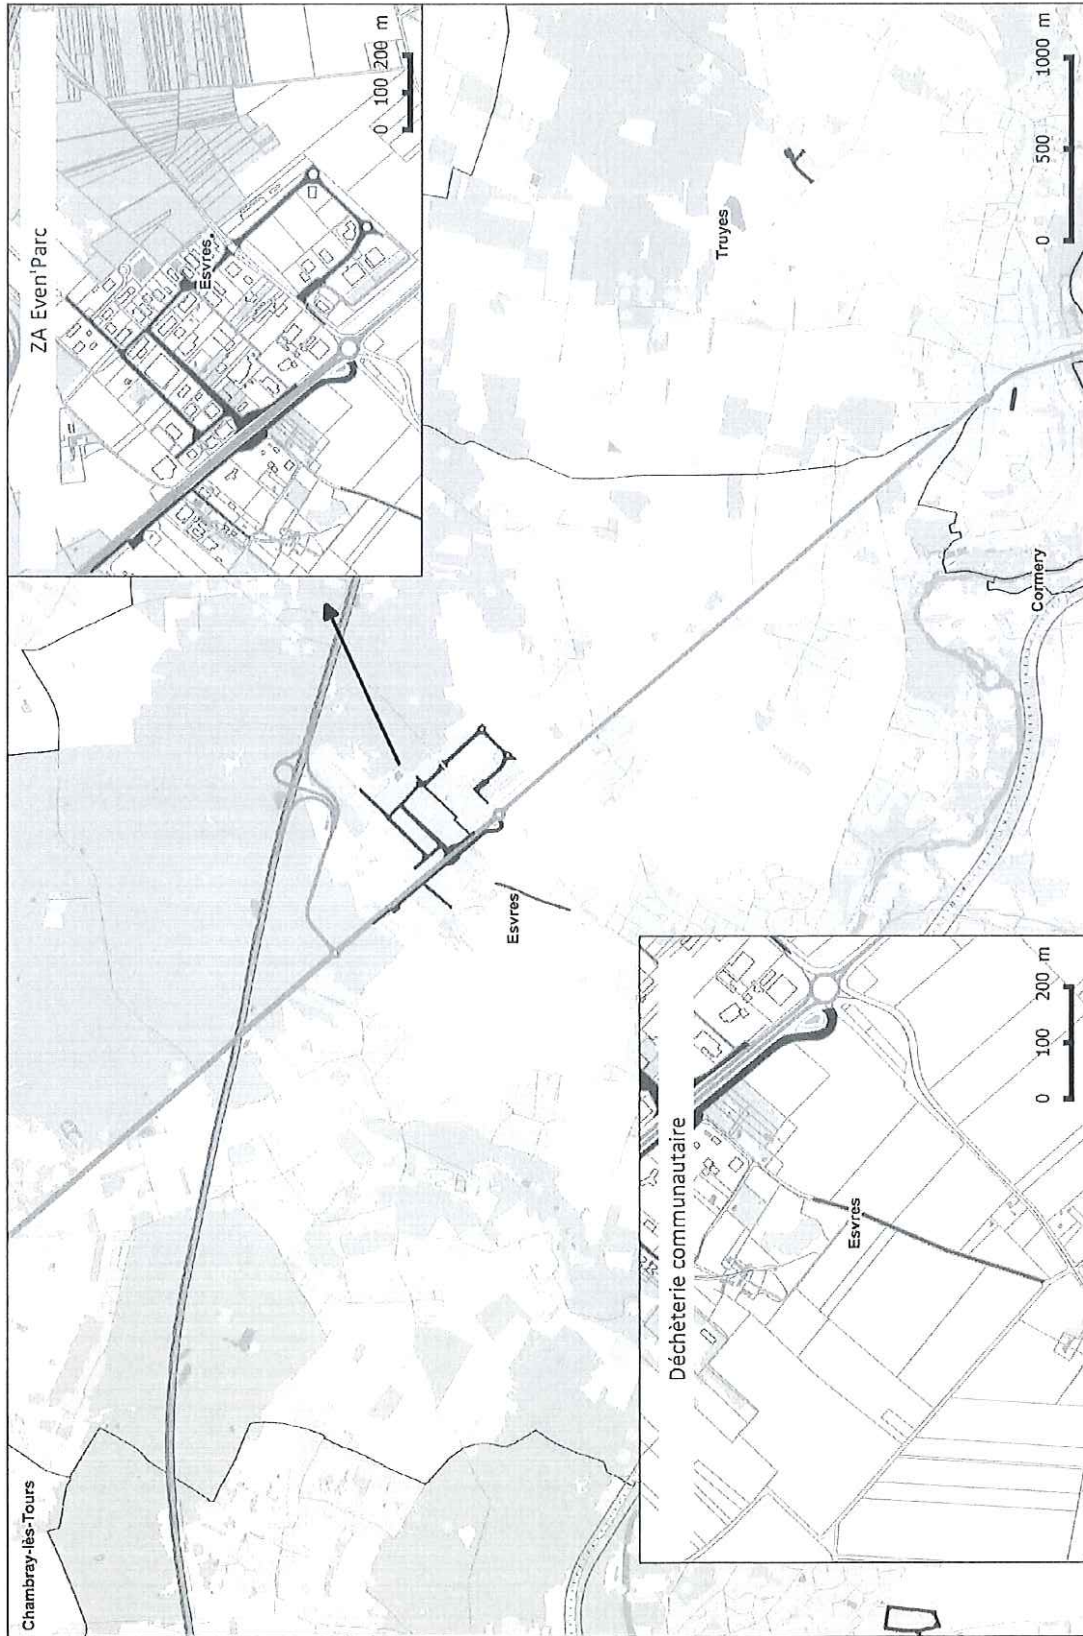 ZA Even'Parc
Esvres
0 100 200 m
Chambray-lès-Tours
Esvres
Truyes
Cormery
0 500 1000 m
Déchèterie communautaire
Esvres
0 100 200 m